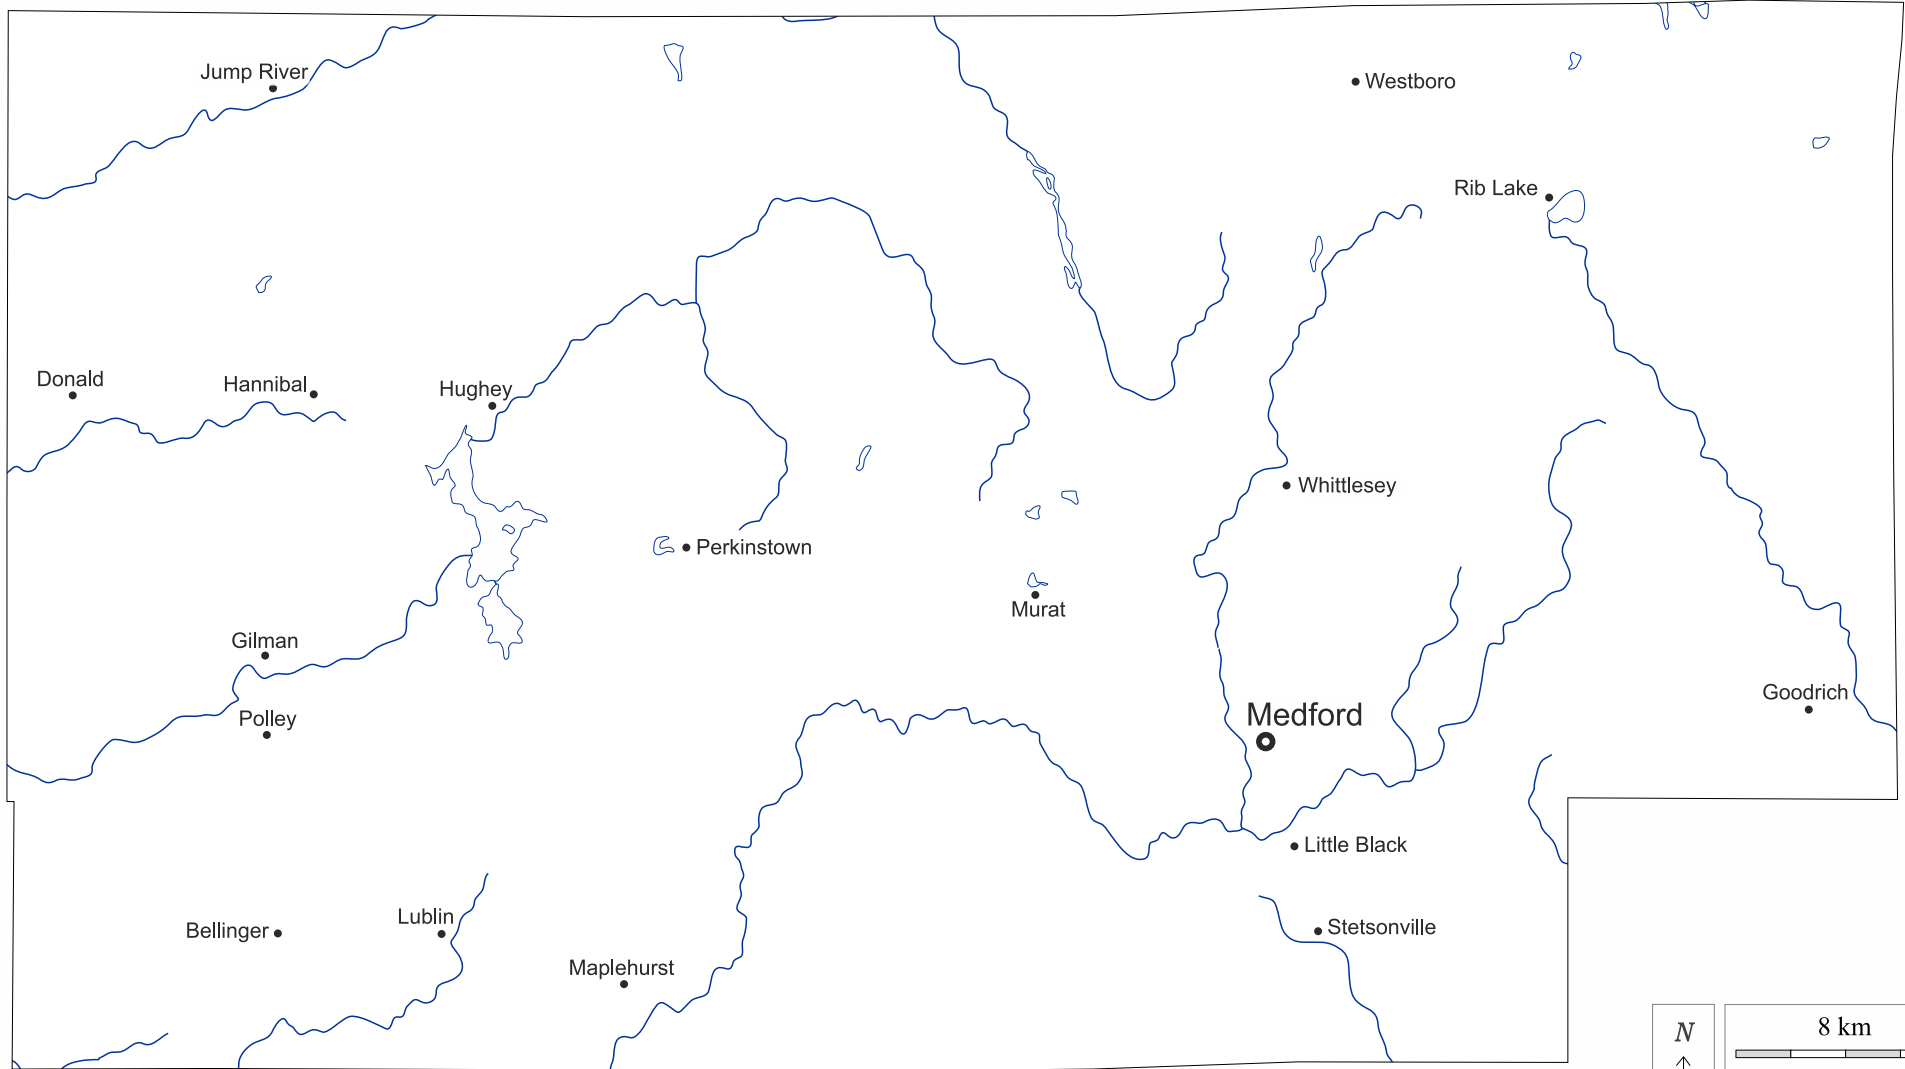 Jump River
Westboro
Rib Lake
Donald
Hannibal
Hughey
Whittlesey
Perkinstown
Murat
Gilman
Goodrich
Polley
Medford
Little Black
Lublin
Bellinger
Stetsonville
Maplehurst
N
8 km